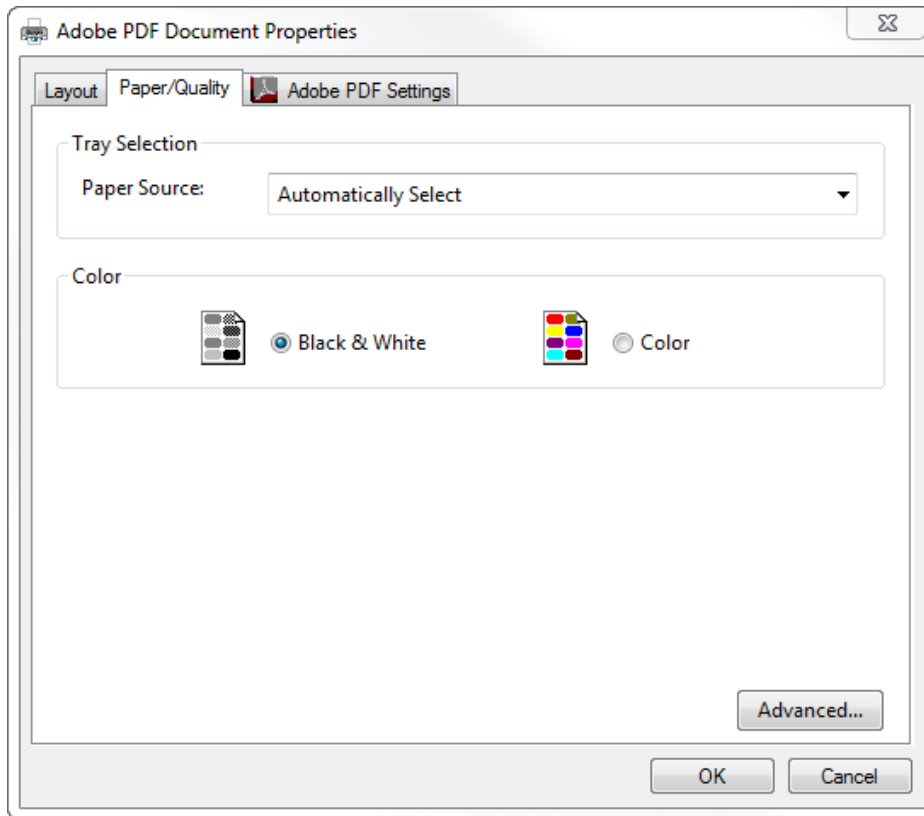 Adobe PDF Document Properties
Layout Paper/Quality Adobe PDF Settings
Tray Selection
Paper Source: Automatically Select
Color
Black & White Color
Advanced...
OK Cancel